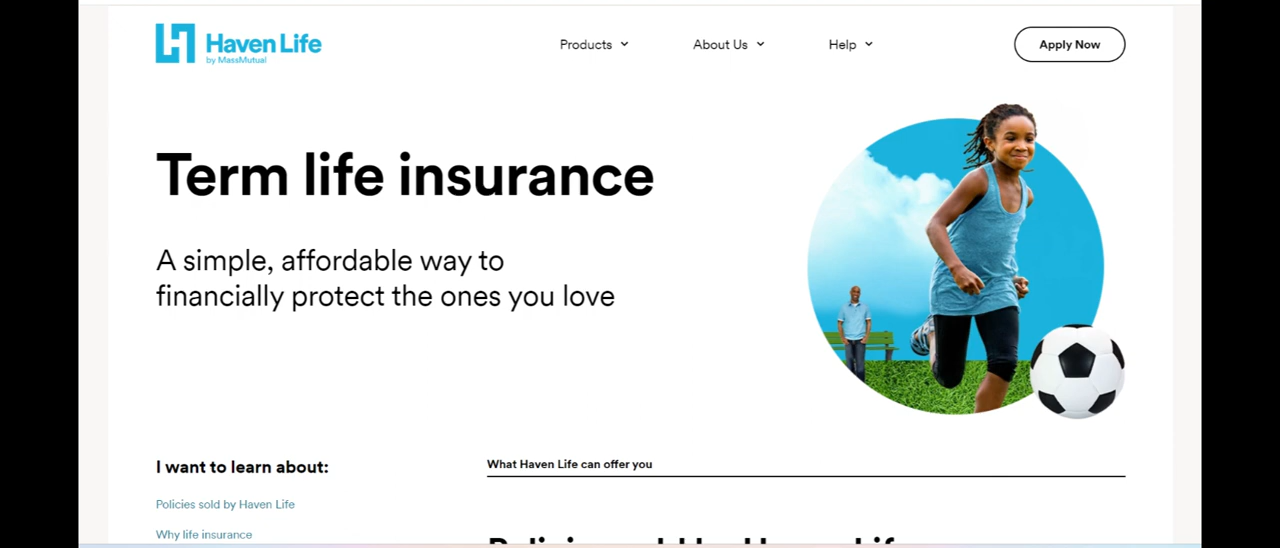 Haven Life
by MassMutual
Products
About Us
Help
Apply Now
Term life insurance
A simple, affordable way to
financially protect the ones you love
I want to learn about:
Policies sold by Haven Life
Why life insurance
What Haven Life can offer you